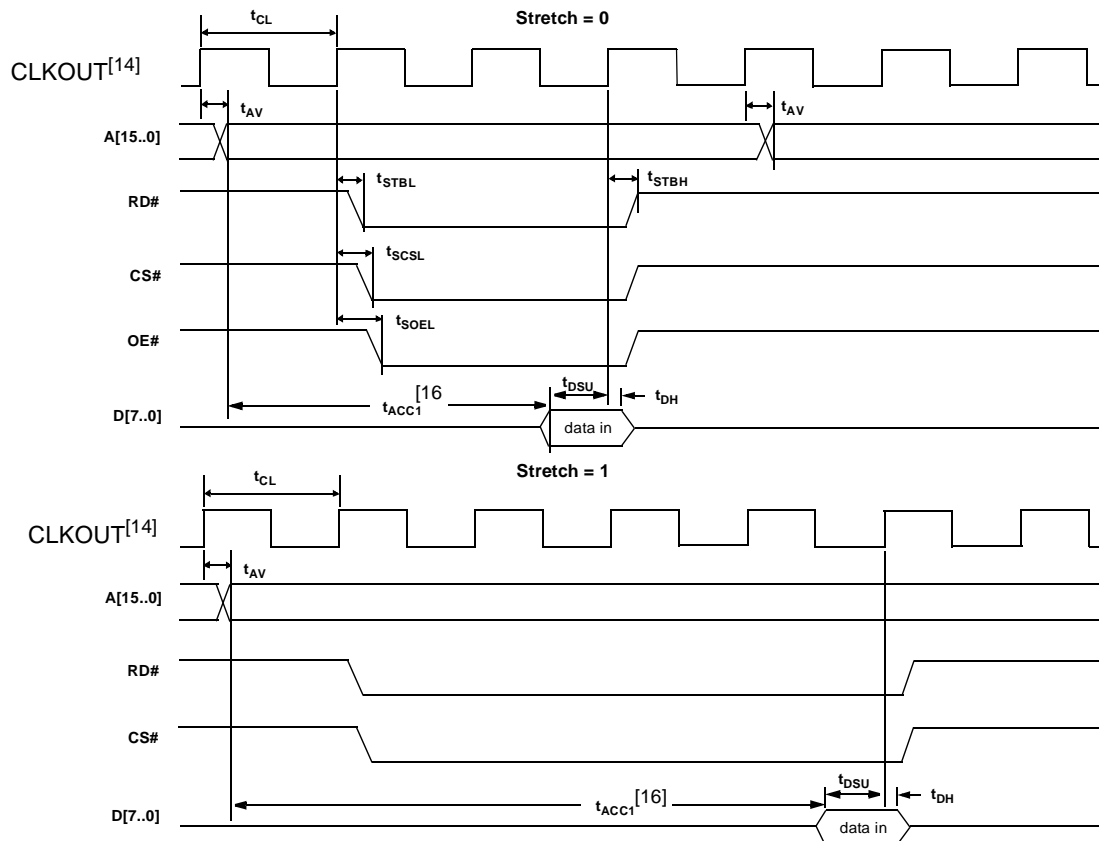 Stretch = 0
tCL
CLKOUT[14]
tAV
tAV
A[15..0]
tSTBL
tSTBH
RD#
tSCSL
CS#
tSOEL
OE#
tDSU
tACC1[16
tDH
D[7..0]
data in
Stretch = 1
tCL
CLKOUT[14]
tAV
A[15..0]
RD#
CS#
tDSU
tACC1[16]
tDH
D[7..0]
data in